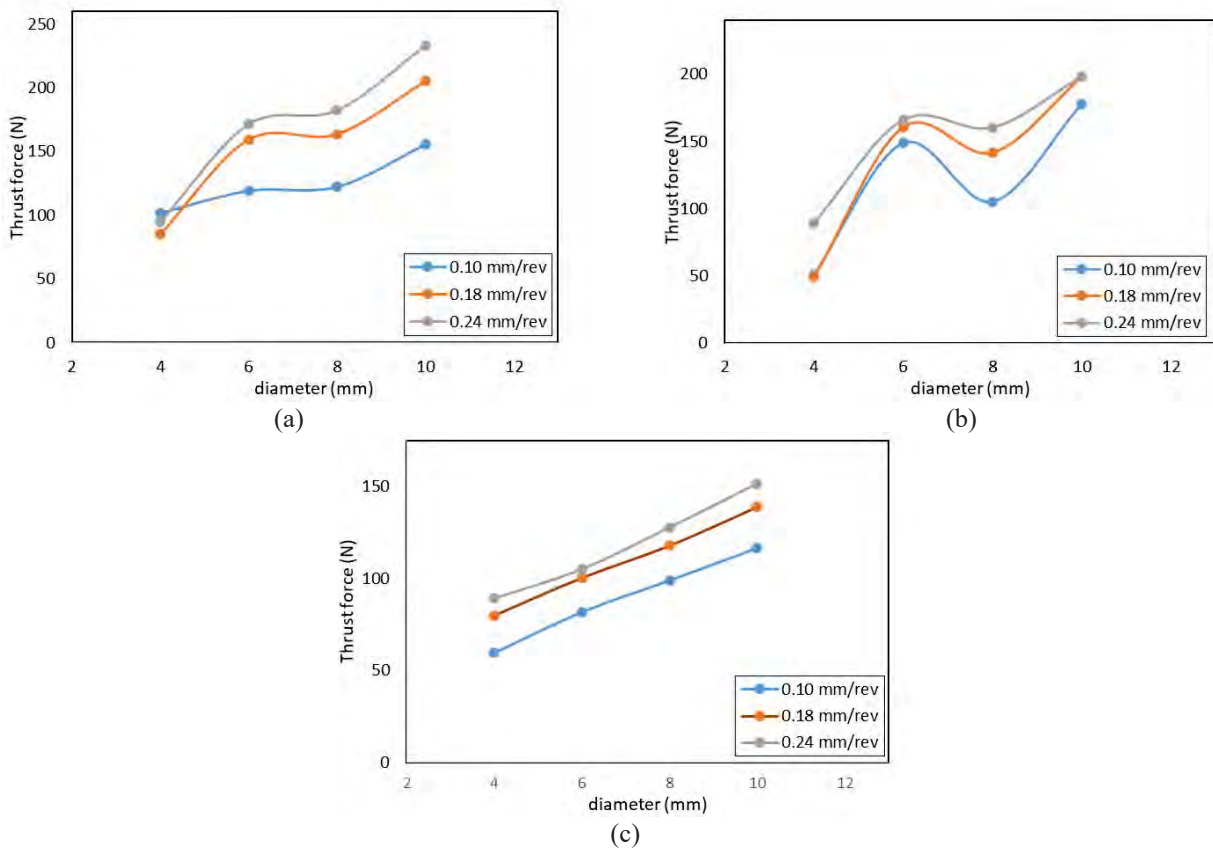 250
200
150
100
50
0
Thrust force (N)
2 4 6 8 10 12
diameter (mm)
0.10 mm/rev
0.18 mm/rev
0.24 mm/rev
(a)
200
150
100
50
0
Thrust force (N)
2 4 6 8 10 12
diameter (mm)
0.10 mm/rev
0.18 mm/rev
0.24 mm/rev
(b)
150
100
50
0
Thrust force (N)
2 4 6 8 10 12
diameter (mm)
0.10 mm/rev
0.18 mm/rev
0.24 mm/rev
(c)